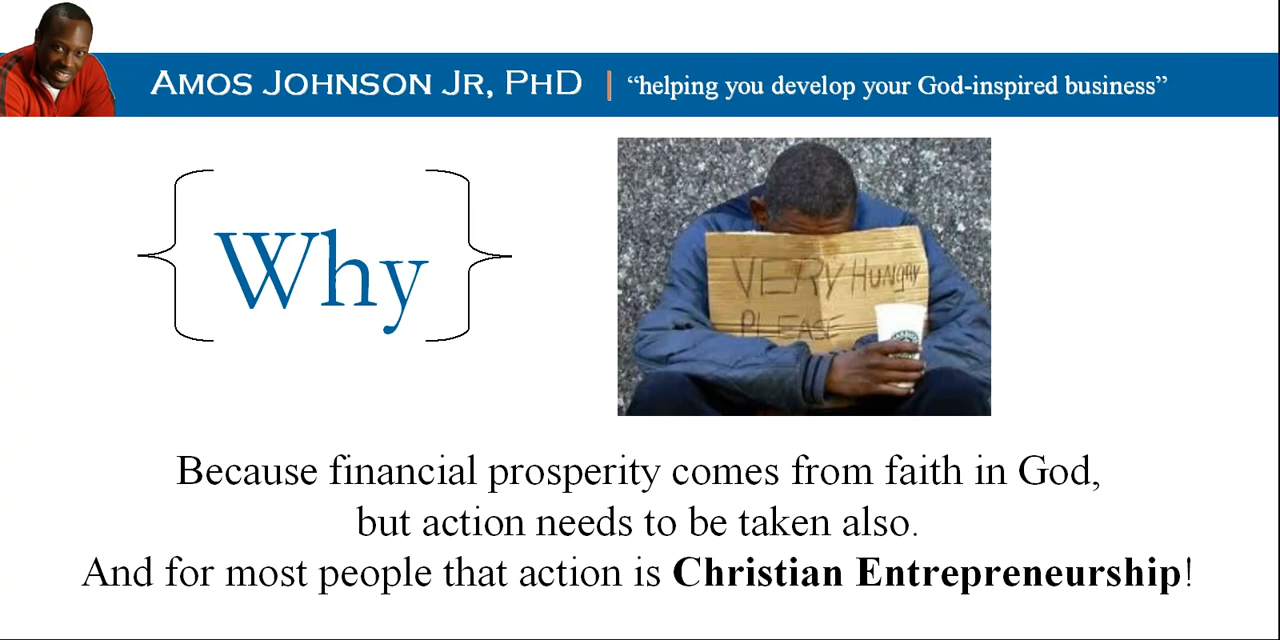 AMOS JOHNSON JR, PHD | “helping you develop your God-inspired business”
Why
VERY Hungry
PLEASE
Because financial prosperity comes from faith in God,
but action needs to be taken also.
And for most people that action is Christian Entrepreneurship!